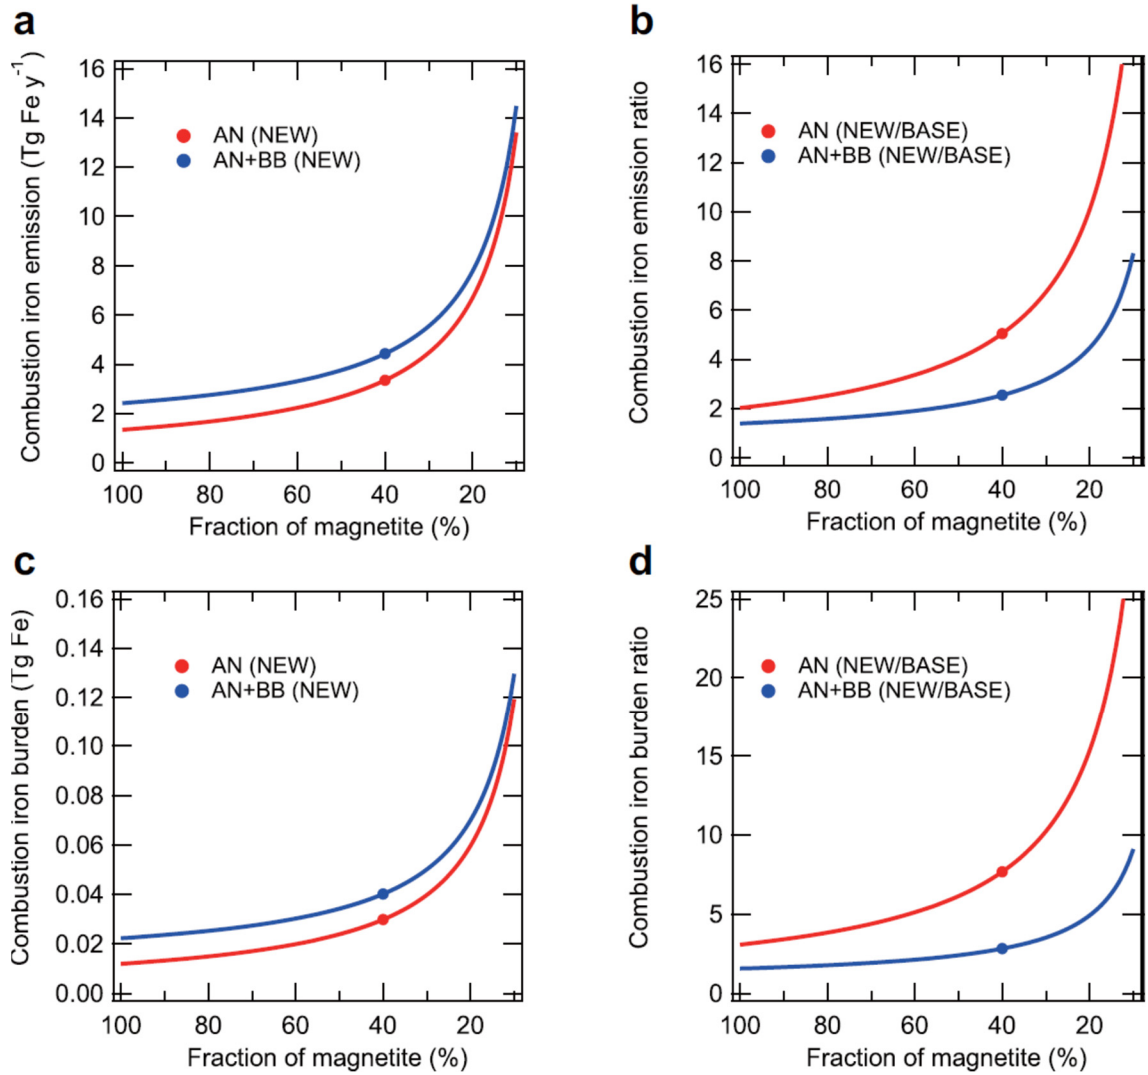 a
Combustion iron emission (Tg Fe y⁻¹)
16
14
12
10
8
6
4
2
0
AN (NEW)
AN+BB (NEW)
100 80 60 40 20
Fraction of magnetite (%)
b
Combustion iron emission ratio
16
14
12
10
8
6
4
2
0
AN (NEW/BASE)
AN+BB (NEW/BASE)
100 80 60 40 20
Fraction of magnetite (%)
c
Combustion iron burden (Tg Fe)
0.16
0.14
0.12
0.10
0.08
0.06
0.04
0.02
0.00
AN (NEW)
AN+BB (NEW)
100 80 60 40 20
Fraction of magnetite (%)
d
Combustion iron burden ratio
25
20
15
10
5
0
AN (NEW/BASE)
AN+BB (NEW/BASE)
100 80 60 40 20
Fraction of magnetite (%)